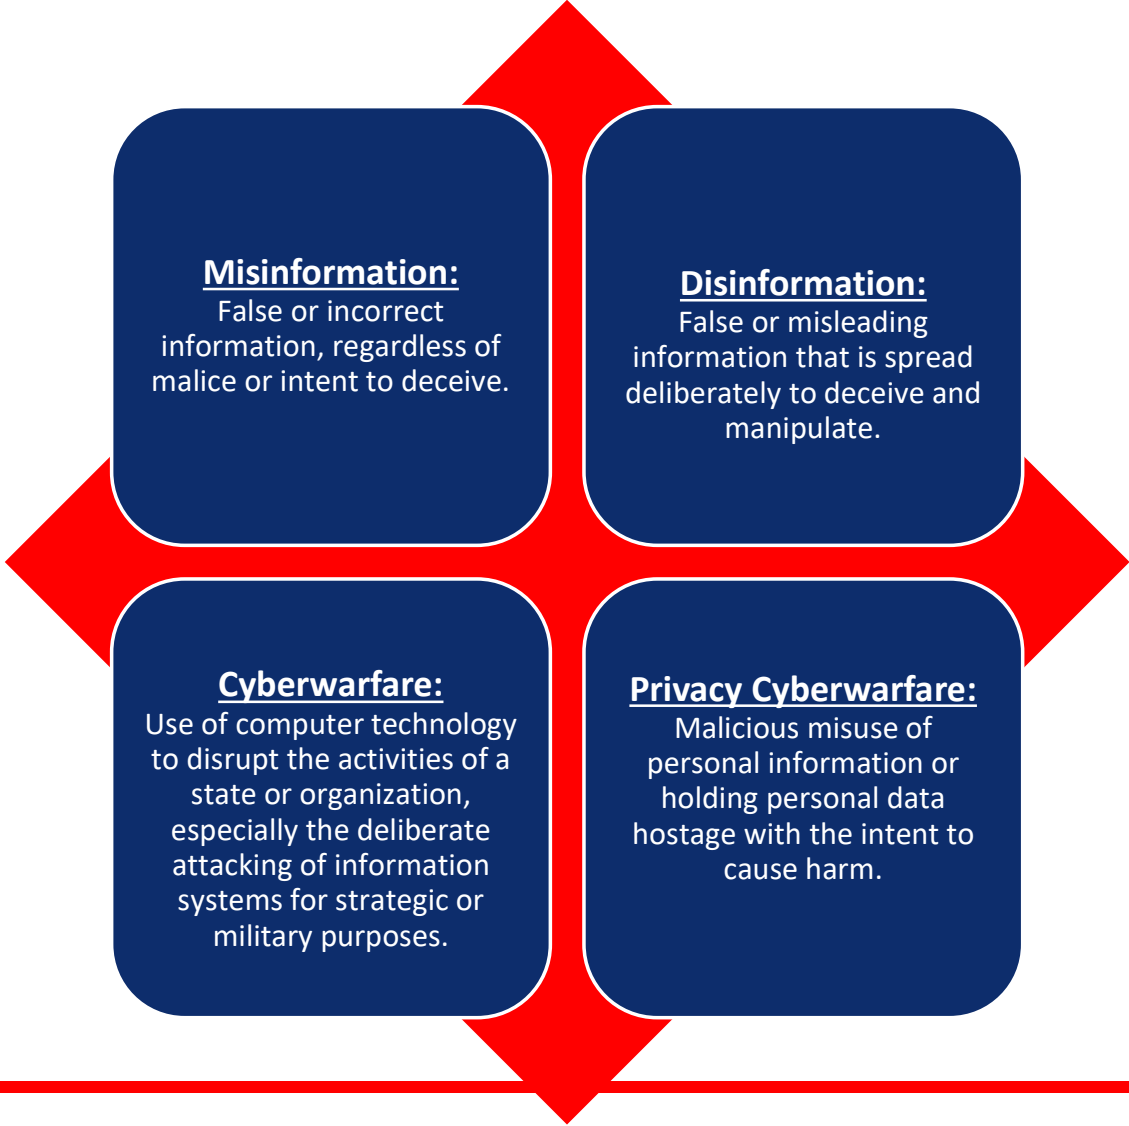 Misinformation:
False or incorrect
information, regardless of
malice or intent to deceive.
Disinformation:
False or misleading
information that is spread
deliberately to deceive and
manipulate.
Cyberwarfare:
Use of computer technology
to disrupt the activities of a
state or organization,
especially the deliberate
attacking of information
systems for strategic or
military purposes.
Privacy Cyberwarfare:
Malicious misuse of
personal information or
holding personal data
hostage with the intent to
cause harm.